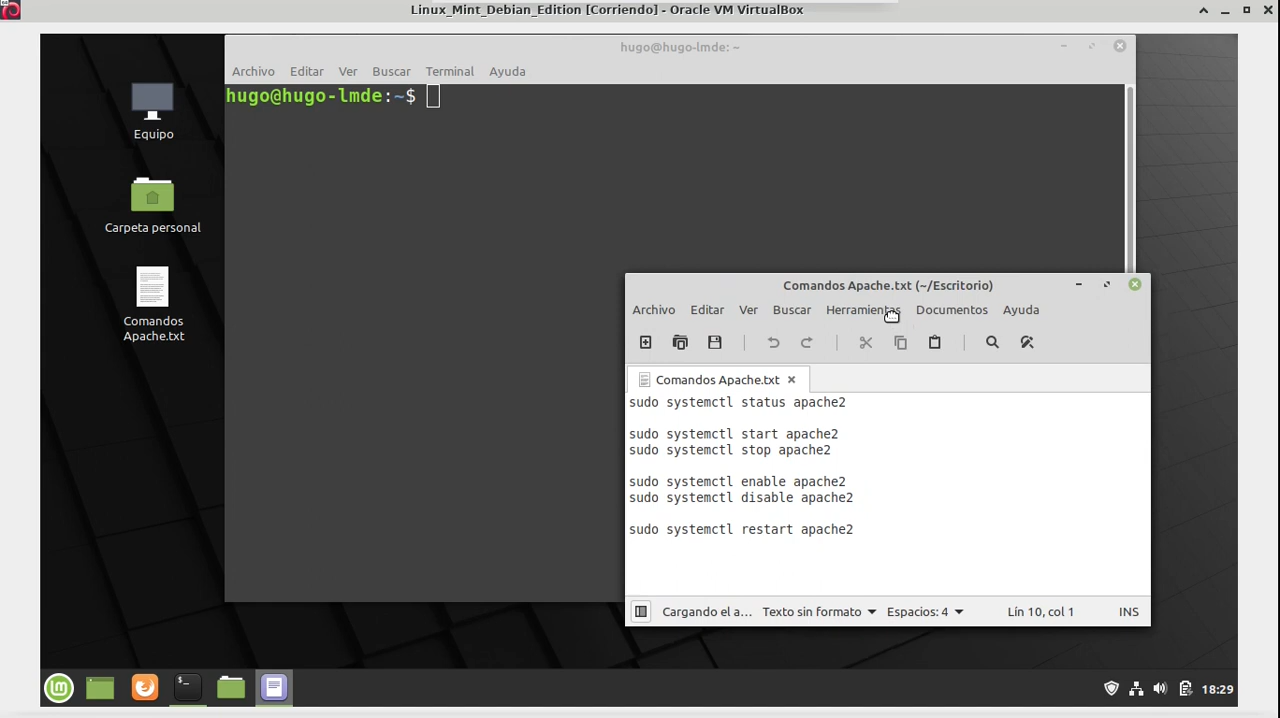 Linux_Mint_Debian_Edition [Corriendo] - Oracle VM VirtualBox
hugo@hugo-lmde: ~
Archivo Editar Ver Buscar Terminal Ayuda
hugo@hugo-lmde:~$
Equipo
Carpeta personal
Comandos
Apache.txt
Comandos Apache.txt (~/Escritorio)
Archivo Editar Ver Buscar Herramientas Documentos Ayuda
Comandos Apache.txt
sudo systemctl status apache2
sudo systemctl start apache2
sudo systemctl stop apache2
sudo systemctl enable apache2
sudo systemctl disable apache2
sudo systemctl restart apache2
Cargando el a... Texto sin formato Espacios: 4 Lín 10, col 1 INS
18:29